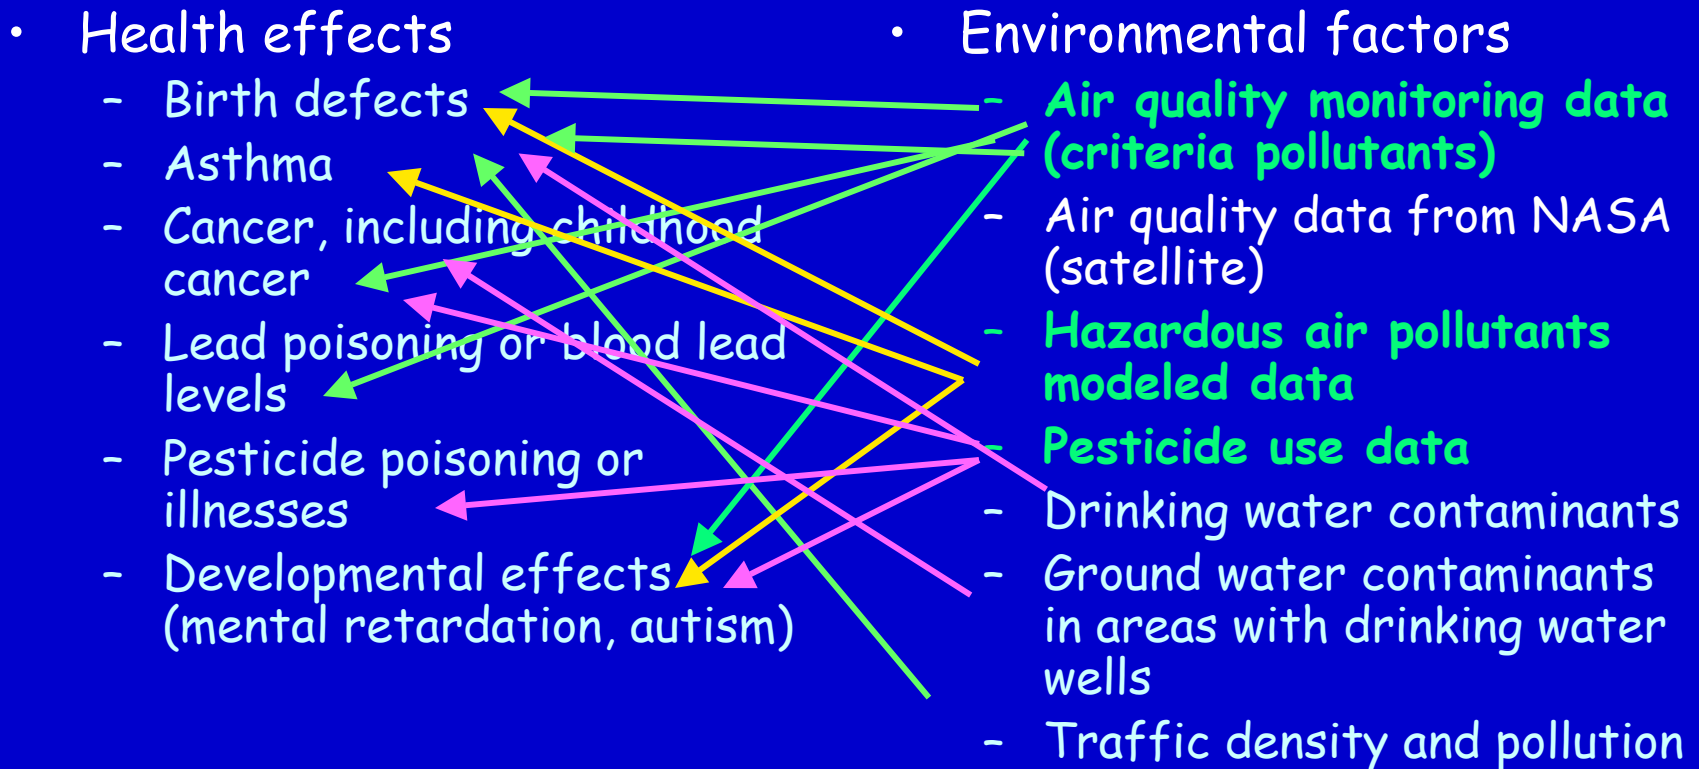 • Health effects
– Birth defects
– Asthma
– Cancer, including childhood
cancer
– Lead poisoning or blood lead
levels
– Pesticide poisoning or
illnesses
– Developmental effects
(mental retardation, autism)
• Environmental factors
– Air quality monitoring data
(criteria pollutants)
– Air quality data from NASA
(satellite)
– Hazardous air pollutants
modeled data
– Pesticide use data
– Drinking water contaminants
– Ground water contaminants
in areas with drinking water
wells
– Traffic density and pollution